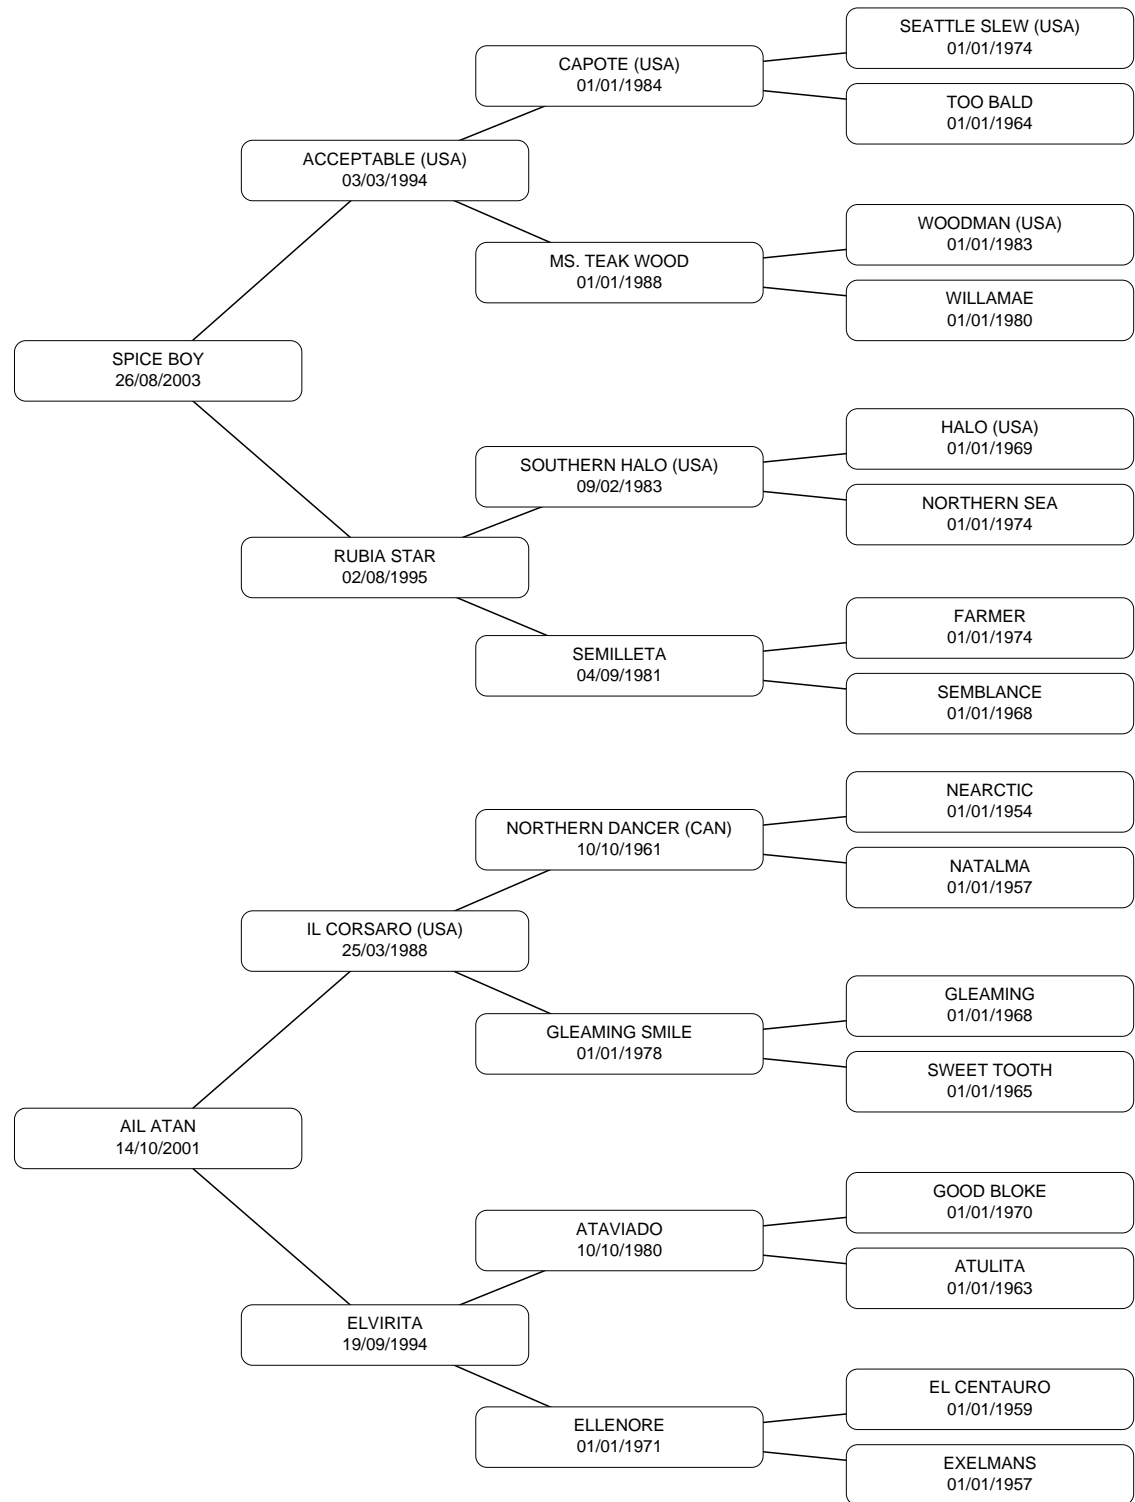 SEATTLE SLEW (USA)
01/01/1974
CAPOTE (USA)
01/01/1984
TOO BALD
01/01/1964
ACCEPTABLE (USA)
03/03/1994
WOODMAN (USA)
01/01/1983
MS. TEAK WOOD
01/01/1988
WILLAMAE
01/01/1980
SPICE BOY
26/08/2003
HALO (USA)
01/01/1969
SOUTHERN HALO (USA)
09/02/1983
NORTHERN SEA
01/01/1974
RUBIA STAR
02/08/1995
FARMER
01/01/1974
SEMILLETA
04/09/1981
SEMBLANCE
01/01/1968
NEARCTIC
01/01/1954
NORTHERN DANCER (CAN)
10/10/1961
NATALMA
01/01/1957
IL CORSARO (USA)
25/03/1988
GLEAMING
01/01/1968
GLEAMING SMILE
01/01/1978
SWEET TOOTH
01/01/1965
AIL ATAN
14/10/2001
GOOD BLOKE
01/01/1970
ATAVIADO
10/10/1980
ATULITA
01/01/1963
ELVIRITA
19/09/1994
EL CENTAURO
01/01/1959
ELLENORE
01/01/1971
EXELMANS
01/01/1957